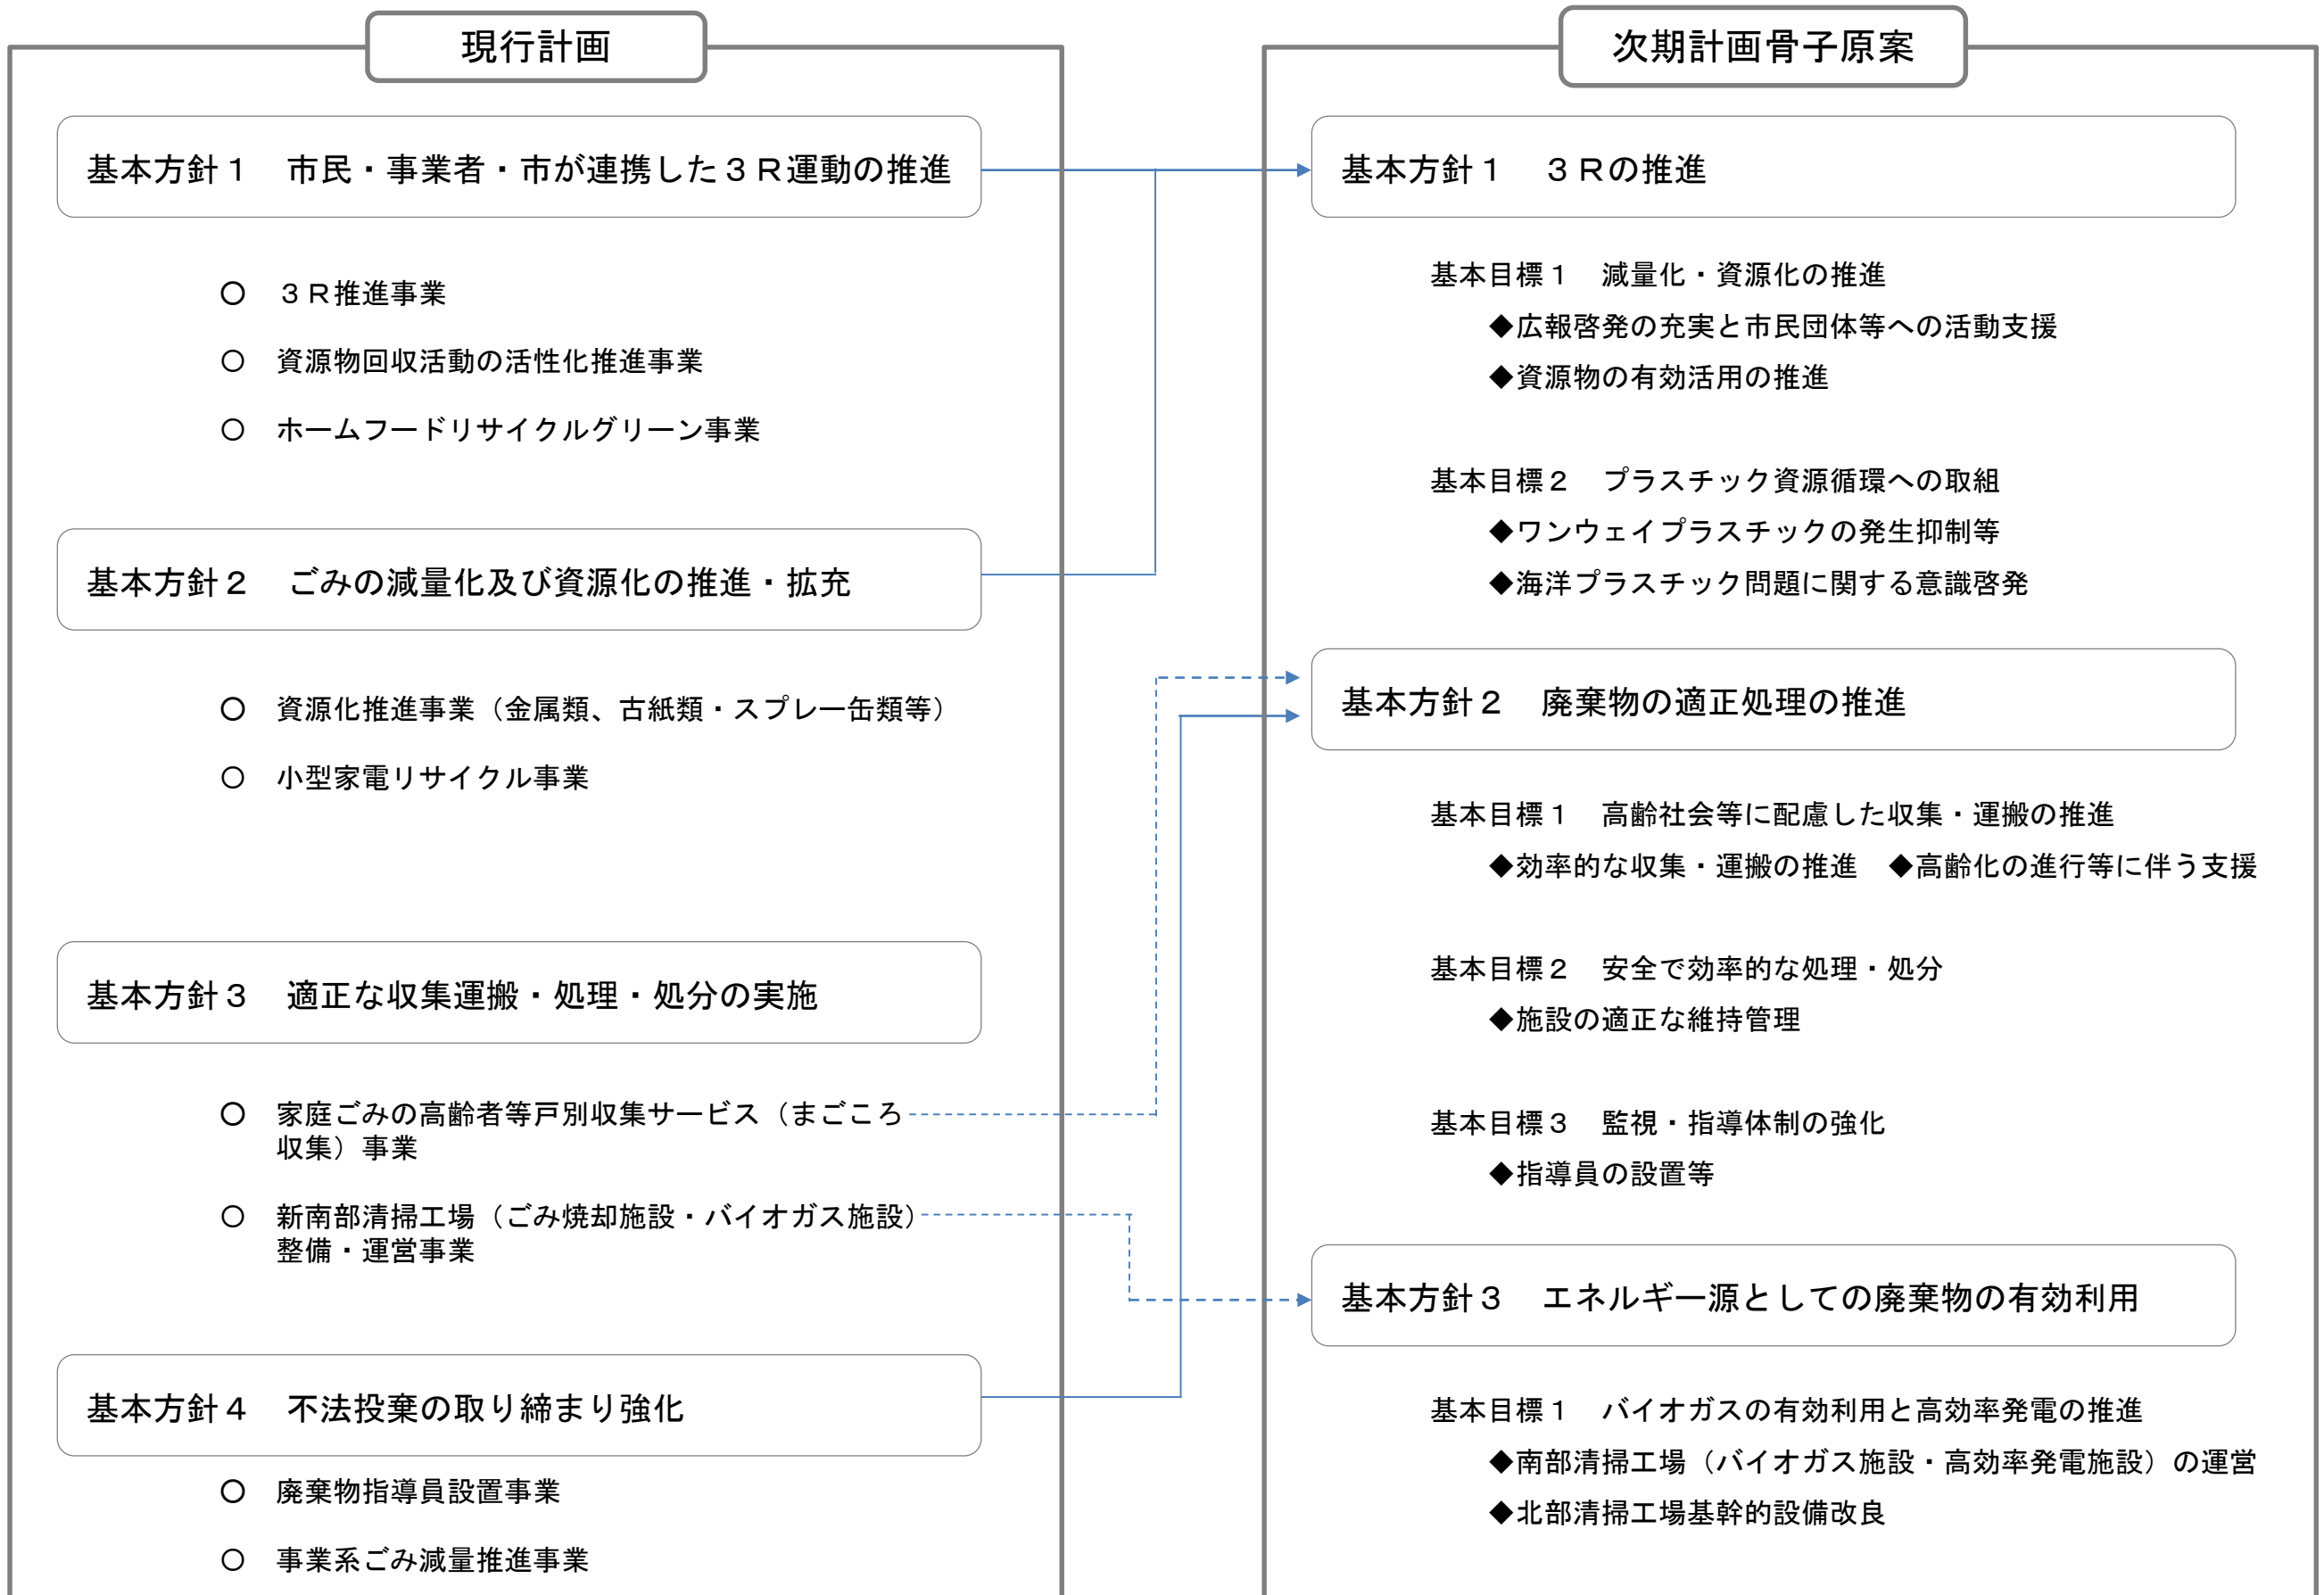 現行計画
基本方針１　市民・事業者・市が連携した３Ｒ運動の推進
〇　３Ｒ推進事業
〇　資源物回収活動の活性化推進事業
〇　ホームフードリサイクルグリーン事業
基本方針２　ごみの減量化及び資源化の推進・拡充
〇　資源化推進事業（金属類、古紙類・スプレー缶類等）
〇　小型家電リサイクル事業
基本方針３　適正な収集運搬・処理・処分の実施
〇　家庭ごみの高齢者等戸別収集サービス（まごころ
収集）事業
〇　新南部清掃工場（ごみ焼却施設・バイオガス施設）
整備・運営事業
基本方針４　不法投棄の取り締まり強化
〇　廃棄物指導員設置事業
〇　事業系ごみ減量推進事業
次期計画骨子原案
基本方針１　３Ｒの推進
基本目標１　減量化・資源化の推進
◆広報啓発の充実と市民団体等への活動支援
◆資源物の有効活用の推進
基本目標２　プラスチック資源循環への取組
◆ワンウェイプラスチックの発生抑制等
◆海洋プラスチック問題に関する意識啓発
基本方針２　廃棄物の適正処理の推進
基本目標１　高齢社会等に配慮した収集・運搬の推進
◆効率的な収集・運搬の推進　◆高齢化の進行等に伴う支援
基本目標２　安全で効率的な処理・処分
◆施設の適正な維持管理
基本目標３　監視・指導体制の強化
◆指導員の設置等
基本方針３　エネルギー源としての廃棄物の有効利用
基本目標１　バイオガスの有効利用と高効率発電の推進
◆南部清掃工場（バイオガス施設・高効率発電施設）の運営
◆北部清掃工場基幹的設備改良